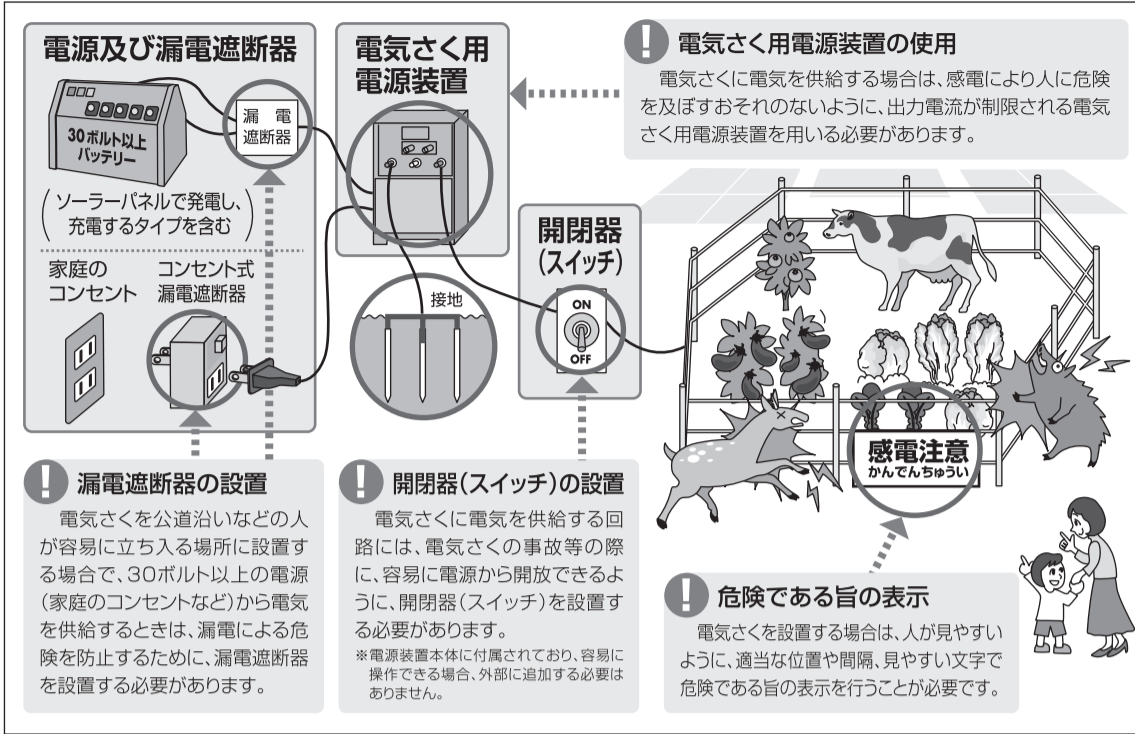 電源及び漏電遮断器
30ボルト以上
バッテリー
漏 電
遮断器
(ソーラーパネルで発電し、
充電するタイプを含む)
家庭の
コンセント
コンセント式
漏電遮断器
電気さく用
電源装置
接地
開閉器
(スイッチ)
ON
OFF
! 電気さく用電源装置の使用
電気さくに電気を供給する場合は、感電により人に危険
を及ぼすおそれのないように、出力電流が制限される電気
さく用電源装置を用いる必要があります。
感電注意
かんでんちゅうい
! 漏電遮断器の設置
電気さくを公道沿いなどの人
が容易に立ち入る場所に設置す
る場合で、30ボルト以上の電源
(家庭のコンセントなど)から電気
を供給するときは、漏電による危
険を防止するために、漏電遮断器
を設置する必要があります。
! 開閉器(スイッチ)の設置
電気さくに電気を供給する回
路には、電気さくの事故等の際
に、容易に電源から開放できるよ
うに、開閉器(スイッチ)を設置す
る必要があります。
※電源装置本体に付属されており、容易に
操作できる場合、外部に追加する必要は
ありません。
! 危険である旨の表示
電気さくを設置する場合は、人が見やすい
ように、適当な位置や間隔、見やすい文字で
危険である旨の表示を行うことが必要です。